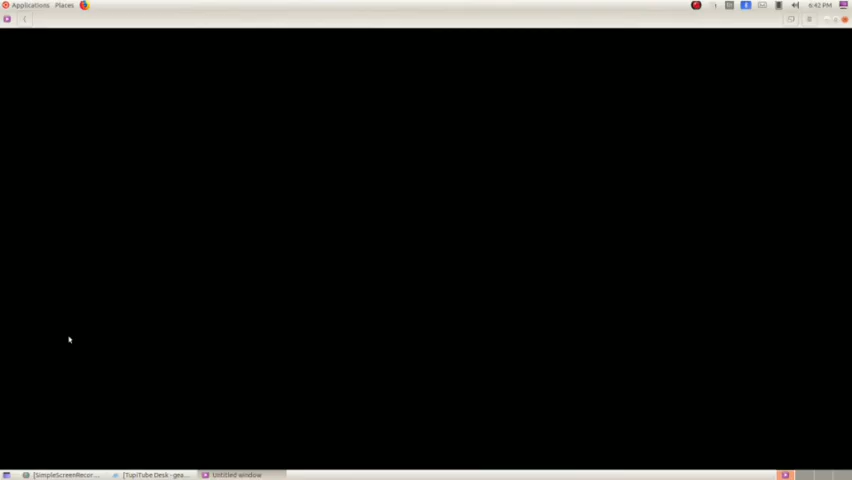 Applications Places
6:42 PM
[SimpleScreenRecor... [TupiTube Desk - gea... Untitled window